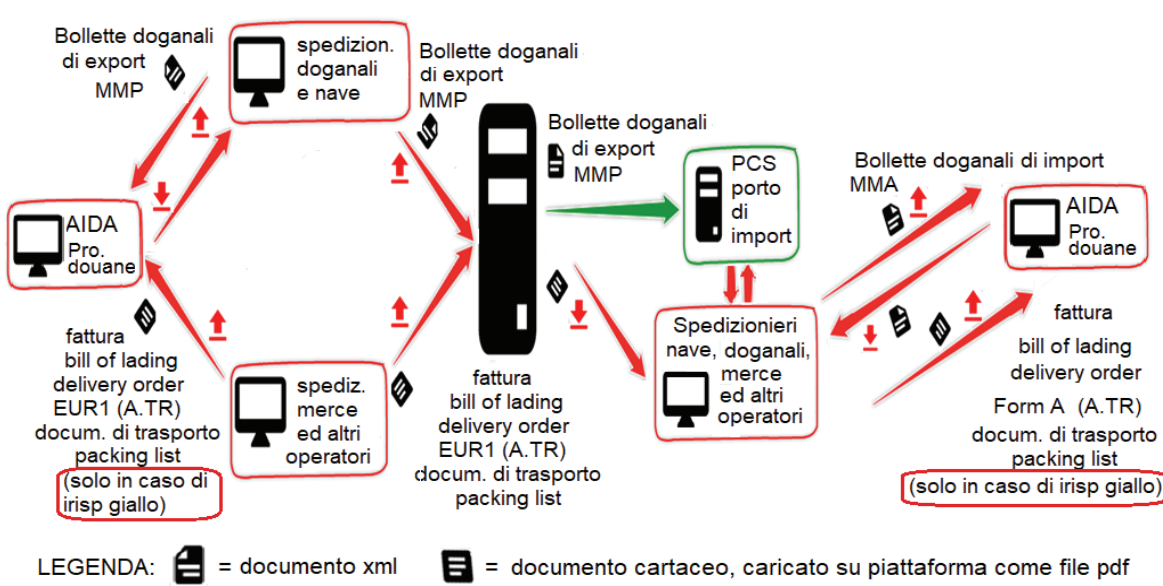 Bollette doganali
di export
MMP
spedizion.
doganali
e nave
Bollette doganali
di export
MMP
Bollette doganali
di export
MMP
PCS
porto
di
import
Bollette doganali di import
MMA
AIDA
Pro.
douane
AIDA
Pro.
douane
fattura
bill of lading
delivery order
EUR1 (A.TR)
docum. di trasporto
packing list
(solo in caso di
irisp giallo)
spediz.
merce
ed altri
operatori
fattura
bill of lading
delivery order
EUR1 (A.TR)
docum. di trasporto
packing list
Spedizionieri
nave, doganali,
merce
ed altri
operatori
fattura
bill of lading
delivery order
Form A (A.TR)
docum. di trasporto
packing list
(solo in caso di irisp giallo)
LEGENDA: = documento xml = documento cartaceo, caricato su piattaforma come file pdf